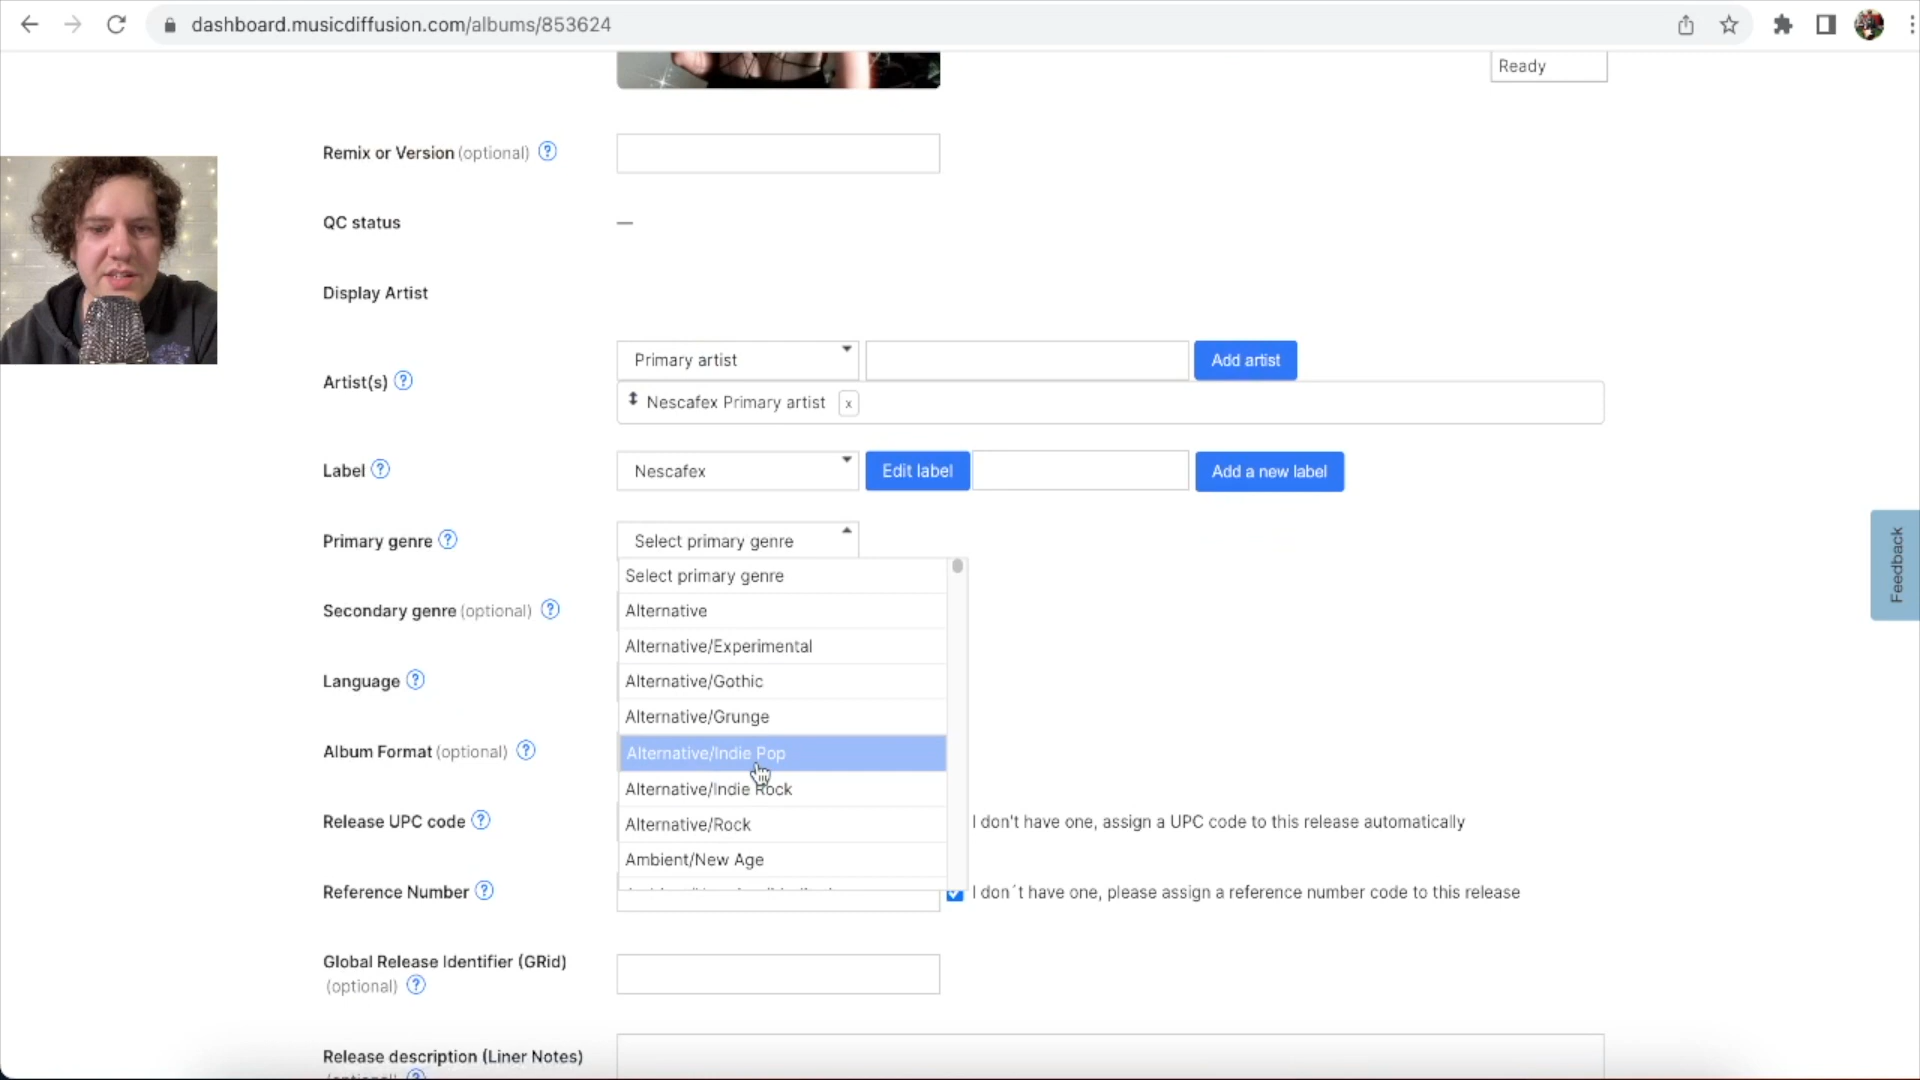 dashboard.musicdiffusion.com/albums/853624
Ready
Remix or Version (optional) ?
QC status —
Display Artist
Artist(s) ? Primary artist Add artist
Nescafex Primary artist x
Label ? Nescafex Edit label Add a new label
Primary genre ? Select primary genre
Select primary genre
Secondary genre (optional) ? Alternative
Alternative/Experimental
Language ? Alternative/Gothic
Alternative/Grunge
Album Format (optional) ? Alternative/Indie Pop
Alternative/Indie Rock
Release UPC code ? Alternative/Rock I don't have one, assign a UPC code to this release automatically
Ambient/New Age
Reference Number ? I don´t have one, please assign a reference number code to this release
Global Release Identifier (GRid)
(optional) ?
Release description (Liner Notes)
(optional) ?
Feedback